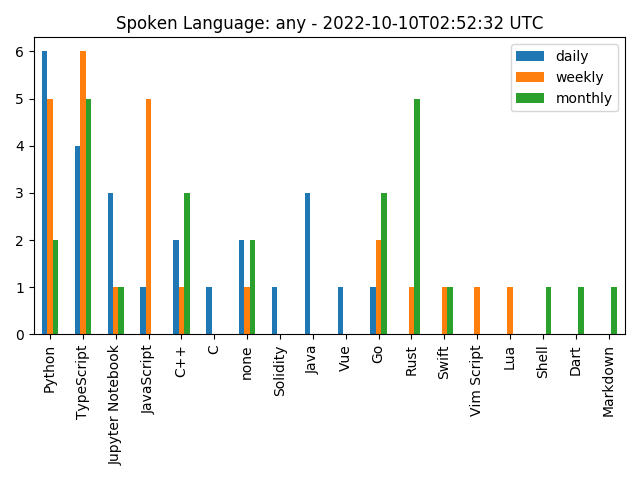 Spoken Language: any - 2022-10-10T02:52:32 UTC
daily
weekly
monthly
6
5
4
3
2
1
0
Python
TypeScript
Jupyter Notebook
JavaScript
C++
C
none
Solidity
Java
Vue
Go
Rust
Swift
Vim Script
Lua
Shell
Dart
Markdown